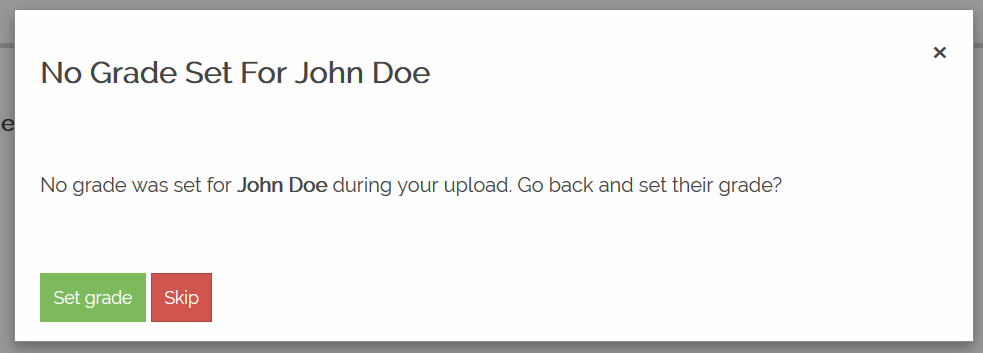 No Grade Set For John Doe
×
e
No grade was set for John Doe during your upload. Go back and set their grade?
Set grade
Skip